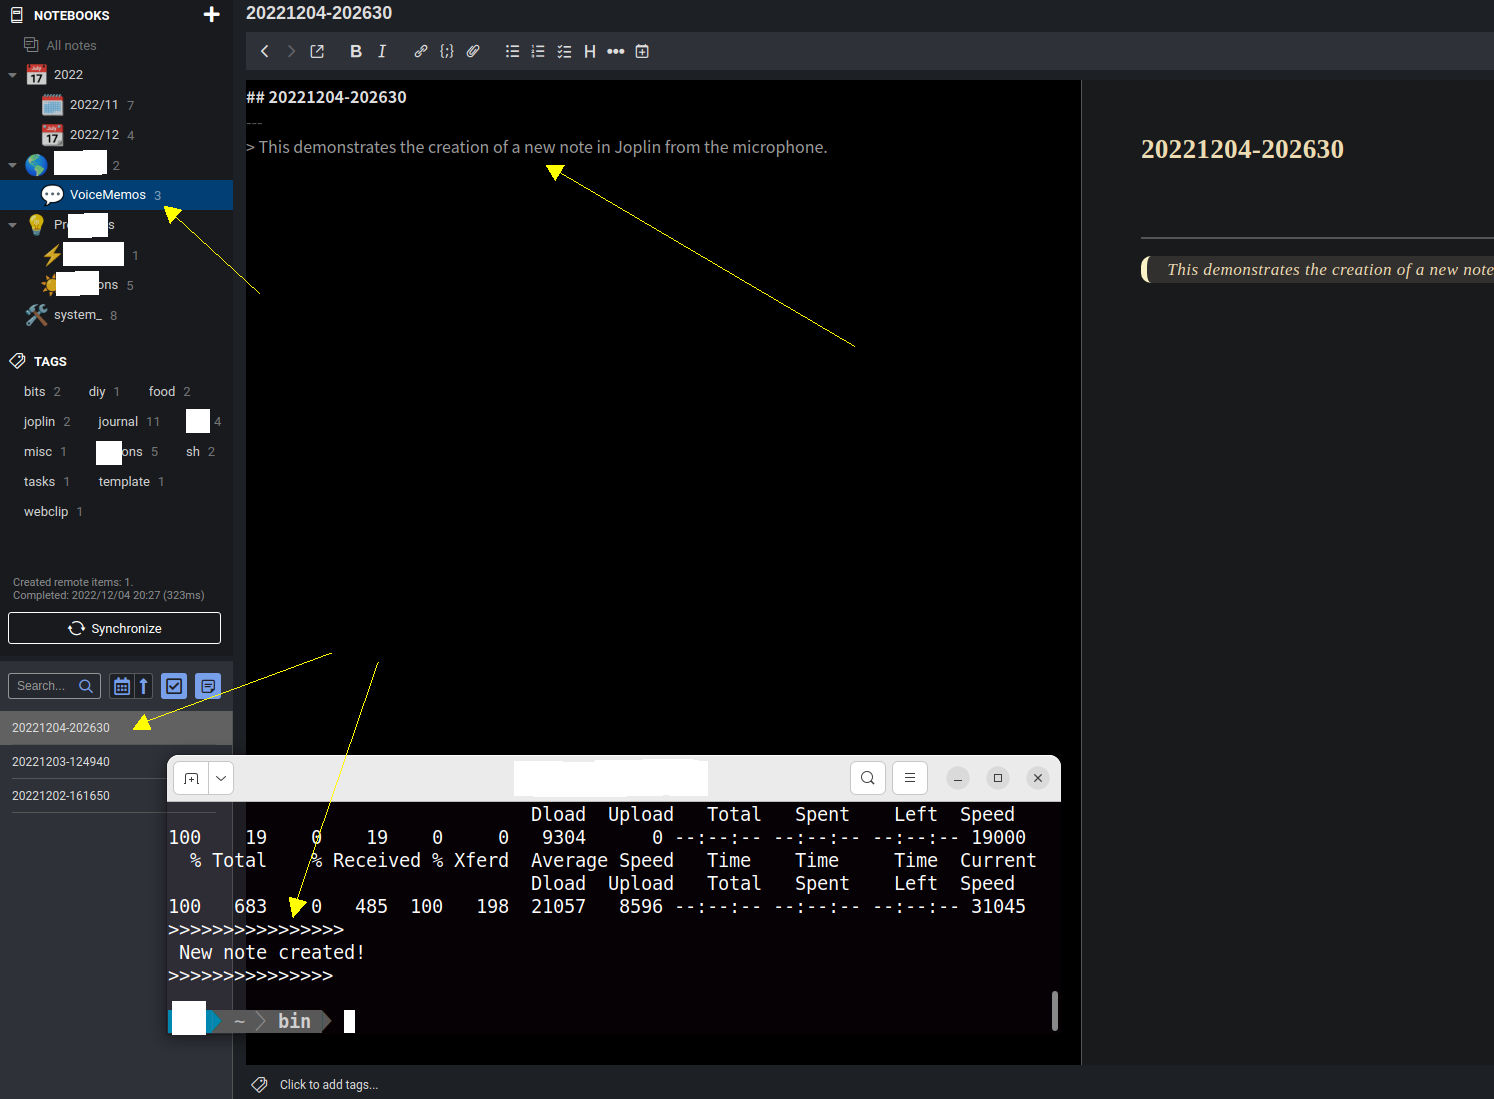 NOTEBOOKS
All notes
2022
2022/11 7
2022/12 4
2
VoiceMemos 3
Pr s
1
ons 5
system_ 8
TAGS
bits 2 diy 1 food 2
joplin 2 journal 11 4
misc 1 ons 5 sh 2
tasks 1 template 1
webclip 1
Created remote items: 1.
Completed: 2022/12/04 20:27 (323ms)
Synchronize
Search...
20221204-202630
20221203-124940
20221202-161650
20221204-202630
B I {;} H •••
## 20221204-202630
---
> This demonstrates the creation of a new note in Joplin from the microphone.
20221204-202630
This demonstrates the creation of a new note
Dload Upload Total Spent Left Speed
100 19 0 19 0 0 9304 0 --:--:-- --:--:-- --:--:-- 19000
% Total % Received % Xferd Average Speed Time Time Time Current
Dload Upload Total Spent Left Speed
100 683 0 485 100 198 21057 8596 --:--:-- --:--:-- --:--:-- 31045
>>>>>>>>>>>>>>>>
New note created!
>>>>>>>>>>>>>>>
~ bin
Click to add tags...